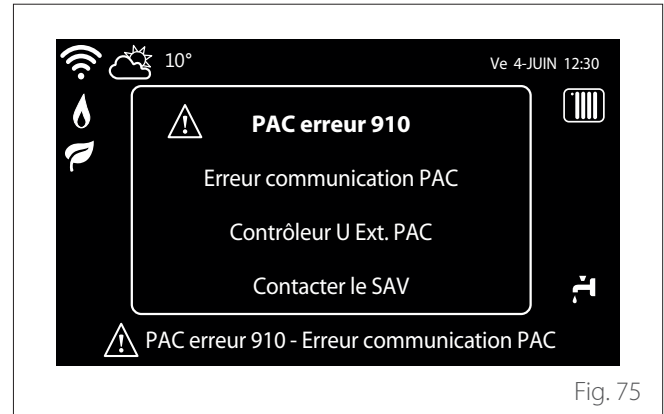 10° Ve 4-JUIN 12:30
PAC erreur 910
Erreur communication PAC
Contrôleur U Ext. PAC
Contacter le SAV
PAC erreur 910 - Erreur communication PAC
Fig. 75